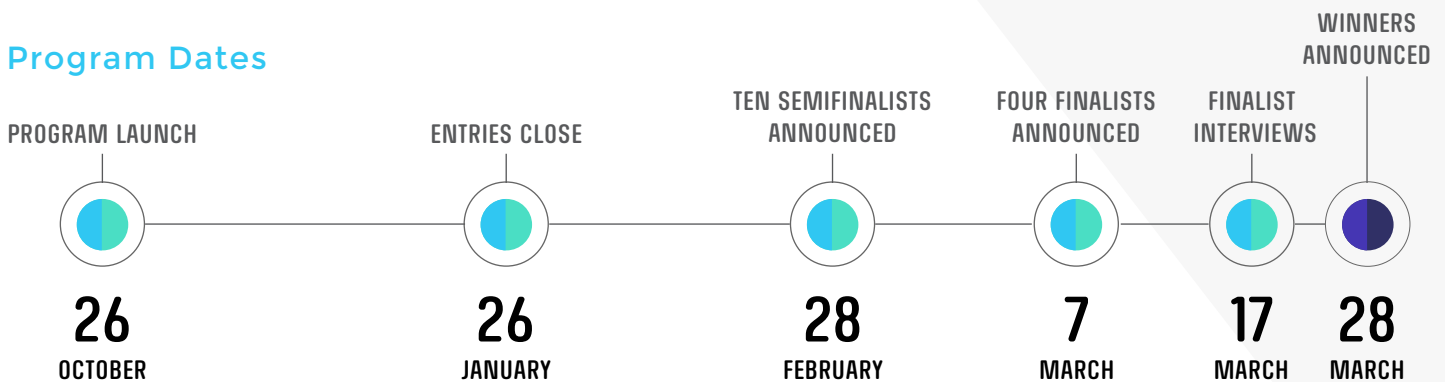 Program Dates
PROGRAM LAUNCH
26
OCTOBER
ENTRIES CLOSE
26
JANUARY
TEN SEMIFINALISTS
ANNOUNCED
28
FEBRUARY
FOUR FINALISTS
ANNOUNCED
7
MARCH
FINALIST
INTERVIEWS
17
MARCH
WINNERS
ANNOUNCED
28
MARCH